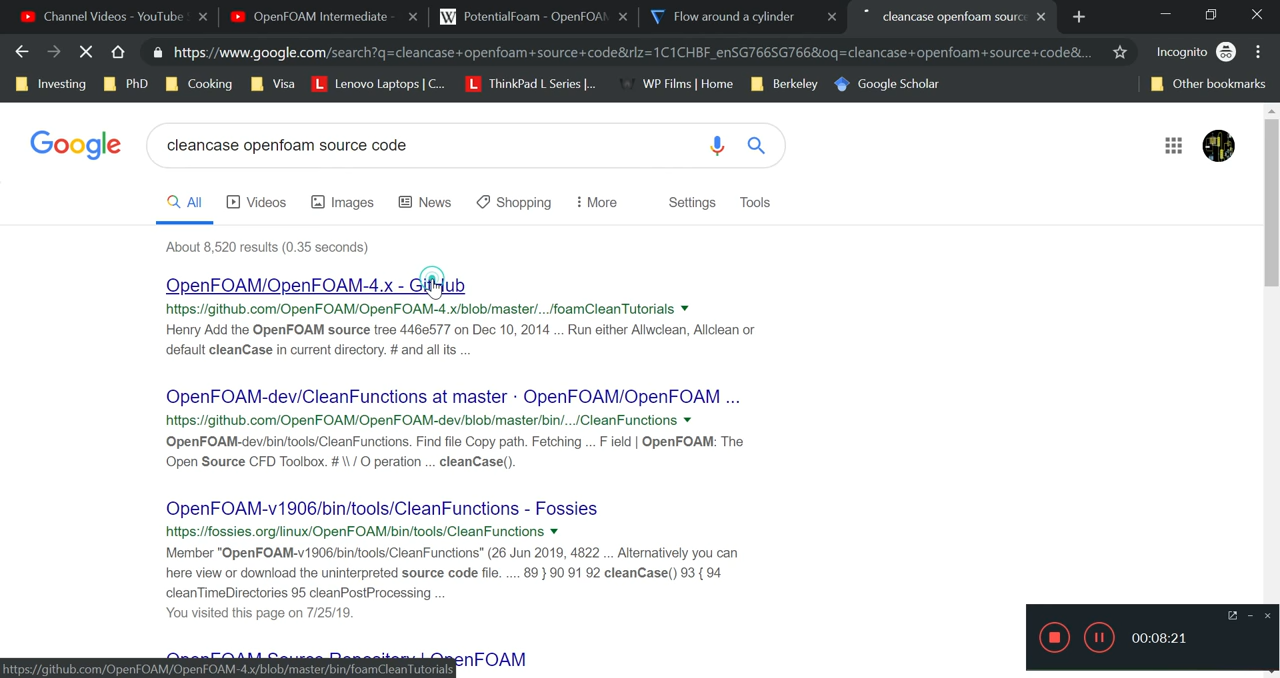 Channel Videos - YouTube
OpenFOAM Intermediate -
W PotentialFoam - OpenFOAM
Flow around a cylinder
cleancase openfoam source
https://www.google.com/search?q=cleancase+openfoam+source+code&rlz=1C1CHBF_enSG766SG766&oq=cleancase+openfoam+source+code&...
Incognito
Investing
PhD
Cooking
Visa
L Lenovo Laptops | C...
L ThinkPad L Series |...
WP Films | Home
Berkeley
Google Scholar
Other bookmarks
Google
cleancase openfoam source code
All
Videos
Images
News
Shopping
More
Settings
Tools
About 8,520 results (0.35 seconds)
OpenFOAM/OpenFOAM-4.x - GitHub
https://github.com/OpenFOAM/OpenFOAM-4.x/blob/master/.../foamCleanTutorials
Henry Add the OpenFOAM source tree 446e577 on Dec 10, 2014 ... Run either Allwclean, Allclean or
default cleanCase in current directory. # and all its ...
OpenFOAM-dev/CleanFunctions at master · OpenFOAM/OpenFOAM ...
https://github.com/OpenFOAM/OpenFOAM-dev/blob/master/bin/.../CleanFunctions
OpenFOAM-dev/bin/tools/CleanFunctions. Find file Copy path. Fetching ... F ield | OpenFOAM: The
Open Source CFD Toolbox. # \\ / O peration ... cleanCase().
OpenFOAM-v1906/bin/tools/CleanFunctions - Fossies
https://fossies.org/linux/OpenFOAM/bin/tools/CleanFunctions
Member "OpenFOAM-v1906/bin/tools/CleanFunctions" (26 Jun 2019, 4822 ... Alternatively you can
here view or download the uninterpreted source code file. .... 89 } 90 91 92 cleanCase() 93 { 94
cleanTimeDirectories 95 cleanPostProcessing ...
You visited this page on 7/25/19.
OpenFOAM Source Repository | OpenFOAM
https://github.com/OpenFOAM/OpenFOAM-4.x/blob/master/bin/foamCleanTutorials
00:08:21